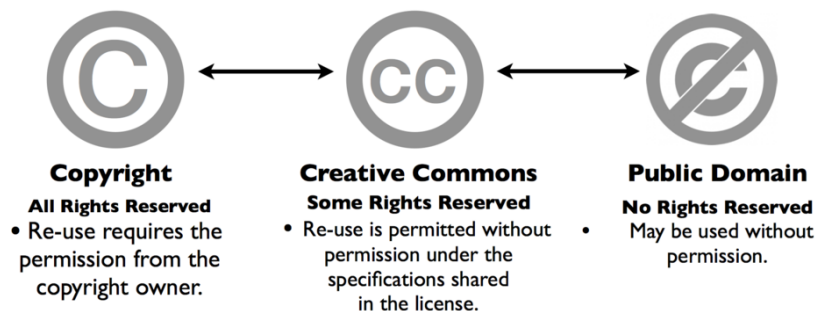 C
Copyright
All Rights Reserved
• Re-use requires the
permission from the
copyright owner.
CC
Creative Commons
Some Rights Reserved
• Re-use is permitted without
permission under the
specifications shared
in the license.
C
Public Domain
No Rights Reserved
• May be used without
permission.